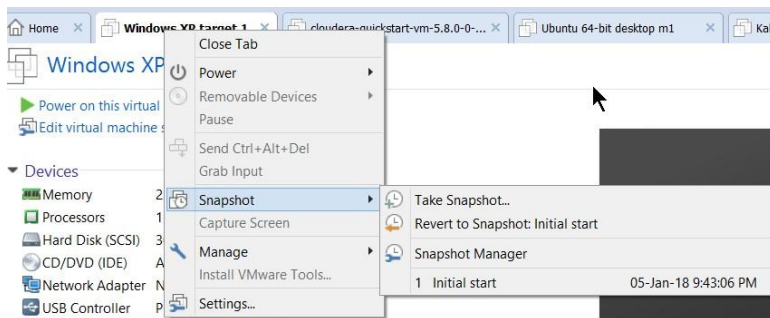 Home
Windows XP target 1
cloudera-quickstart-vm-5.8.0-0-...
Ubuntu 64-bit desktop m1
Windows XP
Power on this virtual
Edit virtual machine s
Devices
Memory 2
Processors 1
Hard Disk (SCSI) 3
CD/DVD (IDE) A
Network Adapter N
USB Controller P
Close Tab
Power
Removable Devices
Pause
Send Ctrl+Alt+Del
Grab Input
Snapshot
Capture Screen
Manage
Install VMware Tools...
Settings...
Take Snapshot...
Revert to Snapshot: Initial start
Snapshot Manager
1 Initial start 05-Jan-18 9:43:06 PM